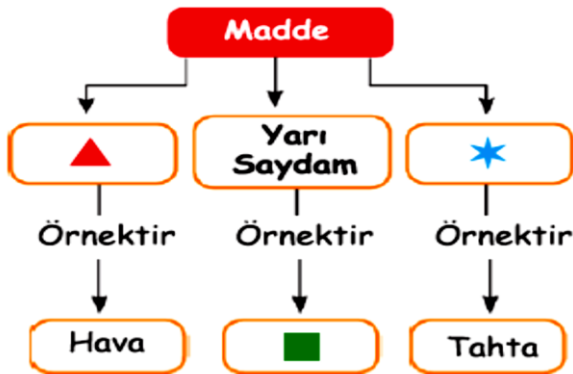 Madde
Yarı
Saydam
Örnektir Örnektir Örnektir
Hava
Tahta